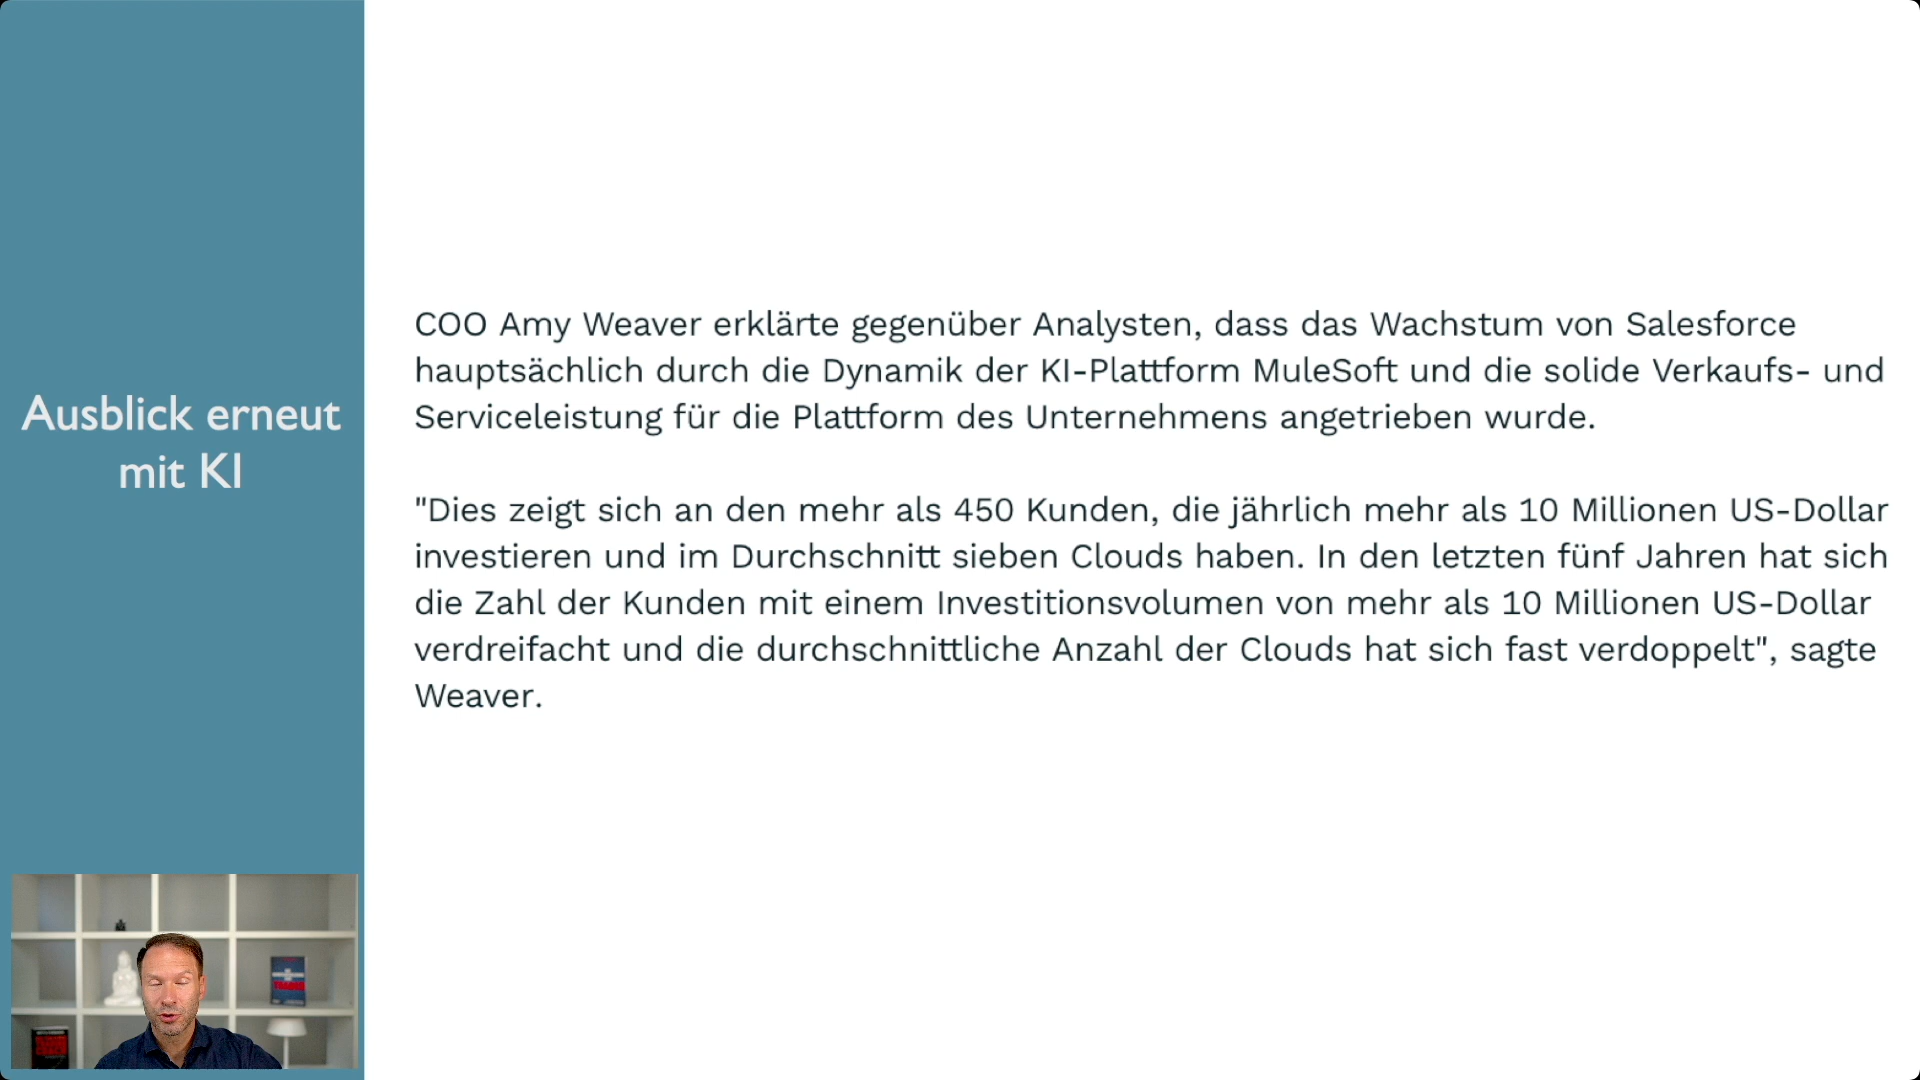 Ausblick erneut
mit KI
COO Amy Weaver erklärte gegenüber Analysten, dass das Wachstum von Salesforce
hauptsächlich durch die Dynamik der KI-Plattform MuleSoft und die solide Verkaufs- und
Serviceleistung für die Plattform des Unternehmens angetrieben wurde.
"Dies zeigt sich an den mehr als 450 Kunden, die jährlich mehr als 10 Millionen US-Dollar
investieren und im Durchschnitt sieben Clouds haben. In den letzten fünf Jahren hat sich
die Zahl der Kunden mit einem Investitionsvolumen von mehr als 10 Millionen US-Dollar
verdreifacht und die durchschnittliche Anzahl der Clouds hat sich fast verdoppelt", sagte
Weaver.